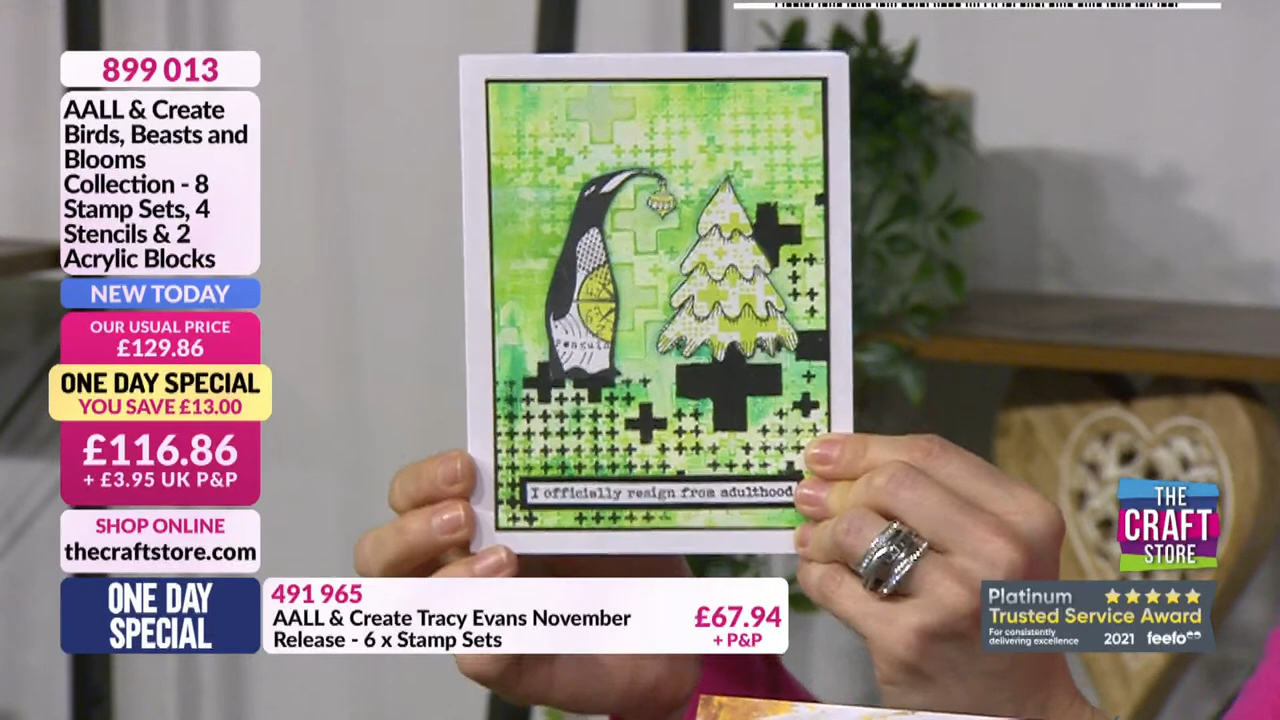 899 013
AALL & Create
Birds, Beasts and
Blooms
Collection - 8
Stamp Sets, 4
Stencils & 2
Acrylic Blocks
NEW TODAY
OUR USUAL PRICE
£129.86
ONE DAY SPECIAL
YOU SAVE £13.00
£116.86
+ £3.95 UK P&P
SHOP ONLINE
thecraftstore.com
ONE DAY
SPECIAL
491 965
AALL & Create Tracy Evans November
Release - 6 x Stamp Sets
£67.94
+ P&P
Penguin
I officially resign from adulthood
THE
CRAFT
STORE
Platinum
Trusted Service Award
For consistently
delivering excellence
2021 feefo